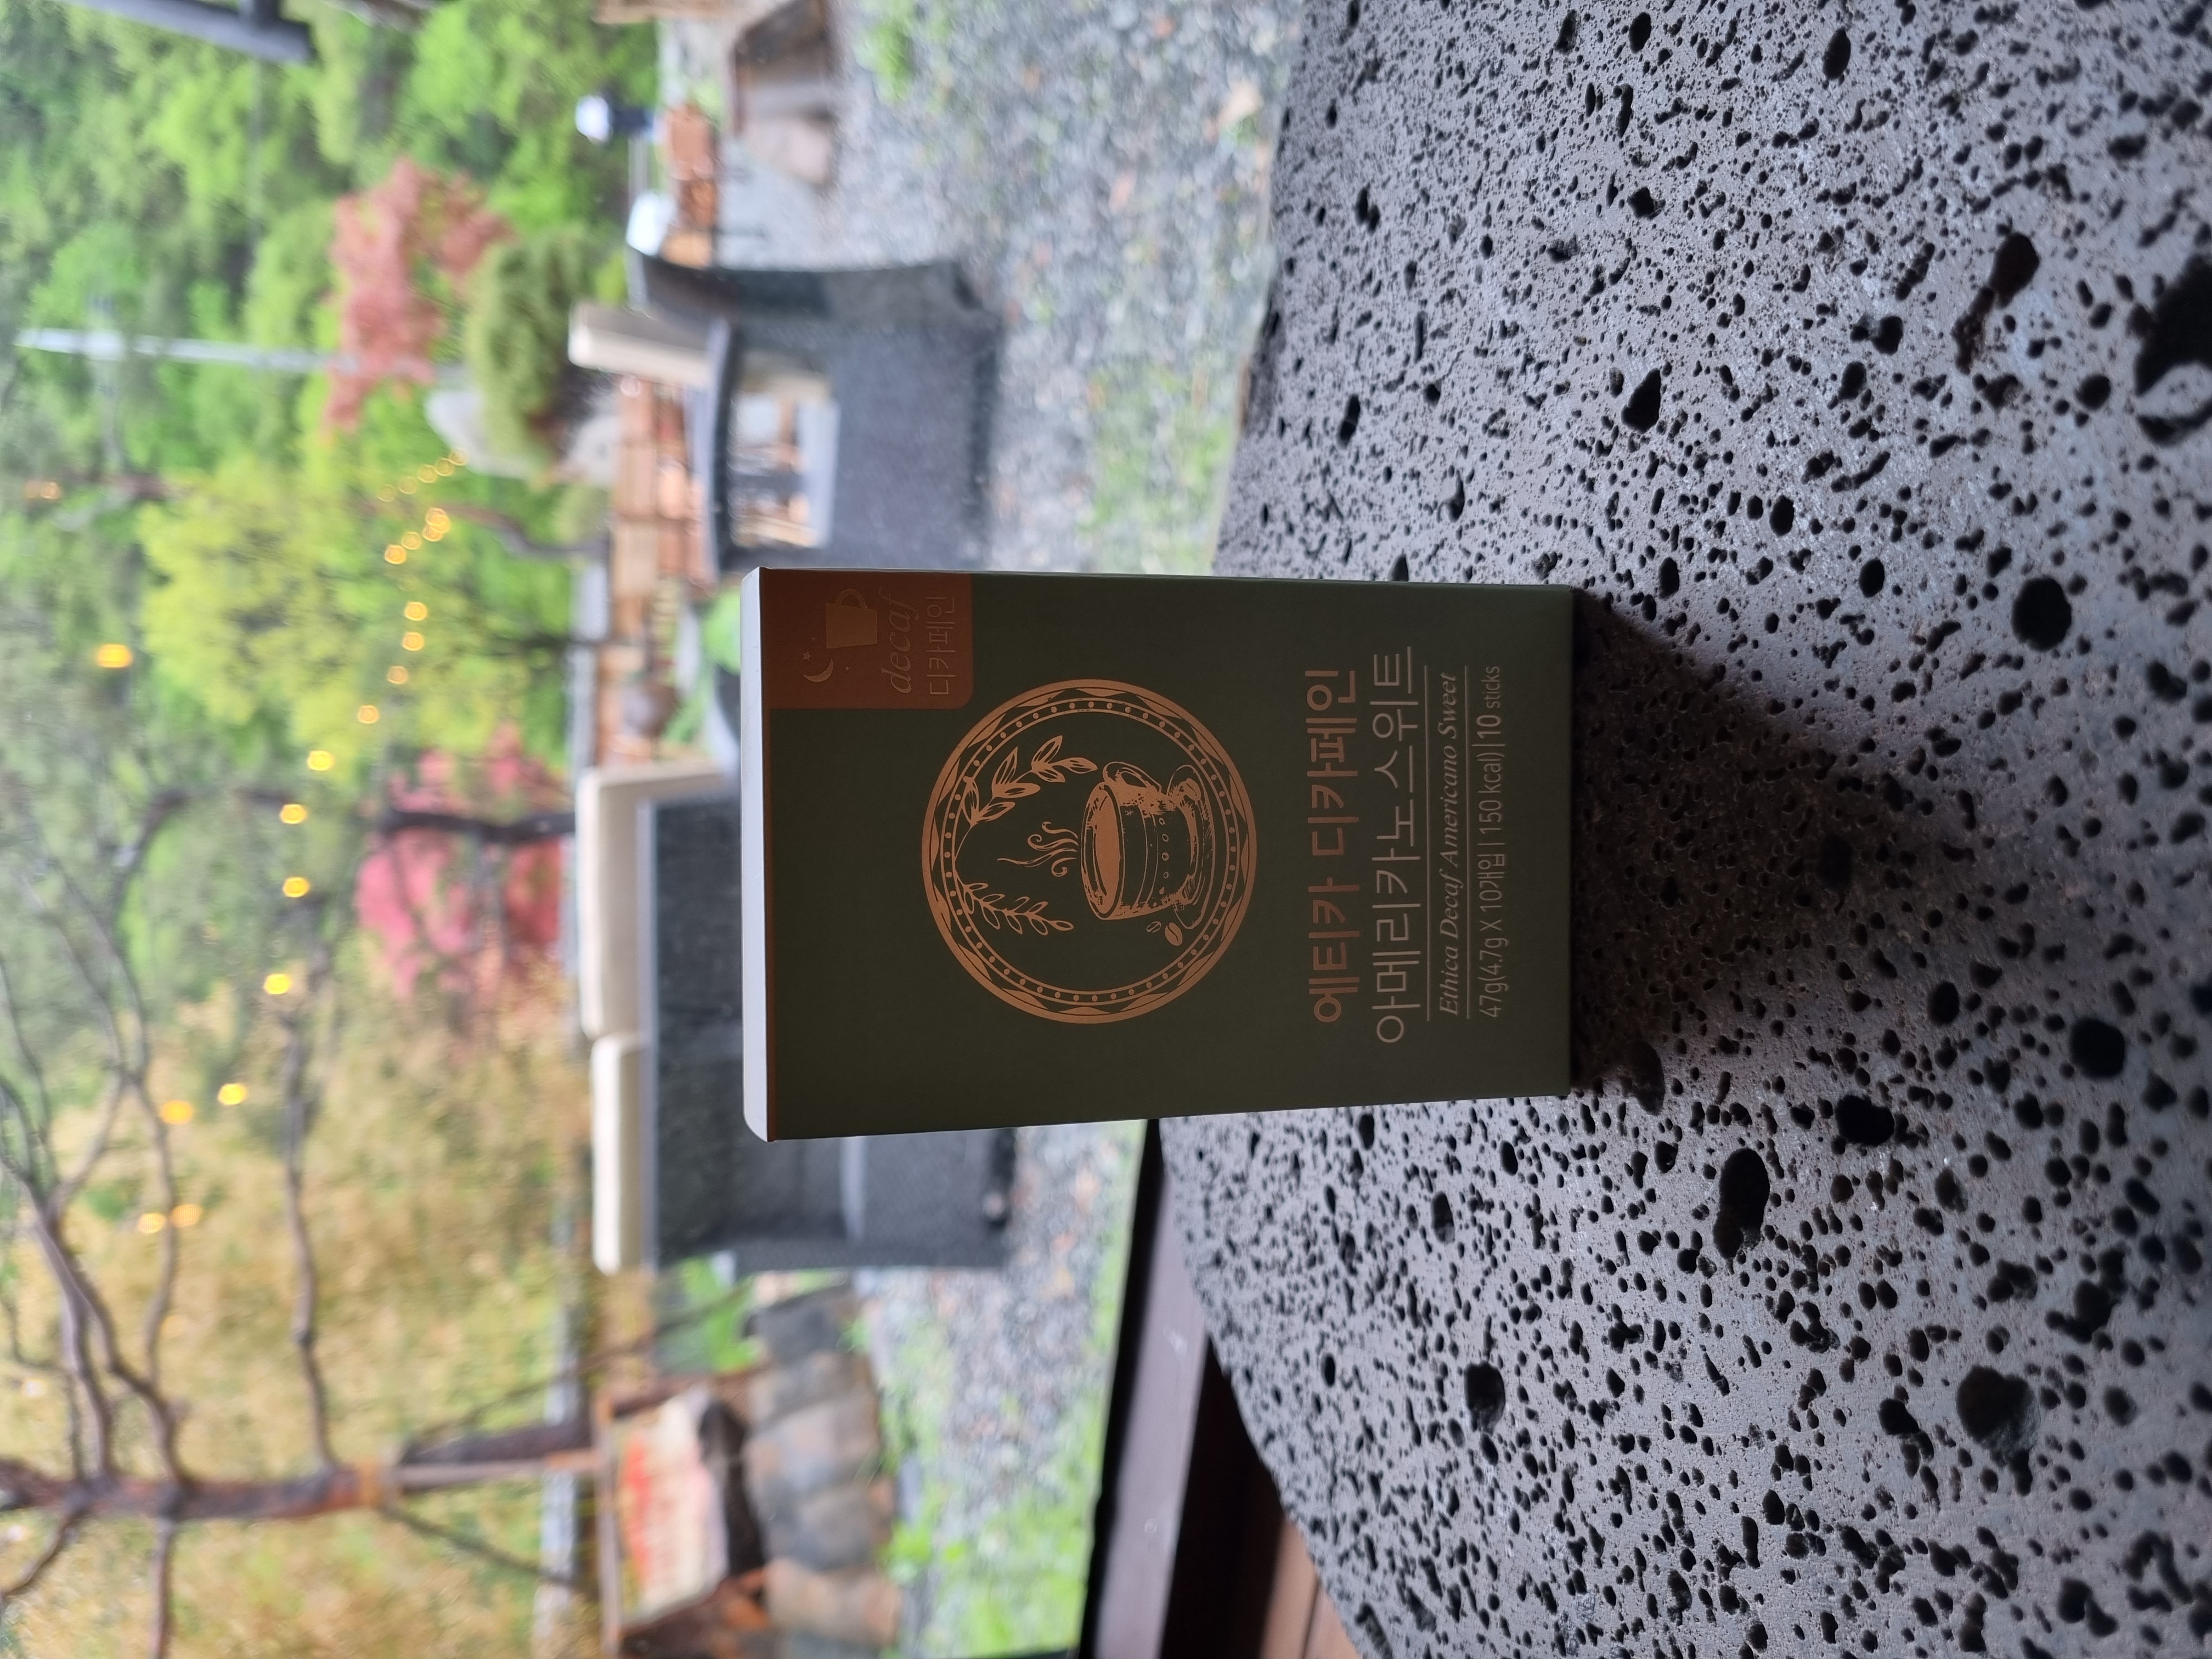 decaf
디카페인
에티카 디카페인
아메리카노스위트
Ethica Decaf Americano Sweet
47g(4.7g X 10개입 | 150 kcal) | 10 sticks